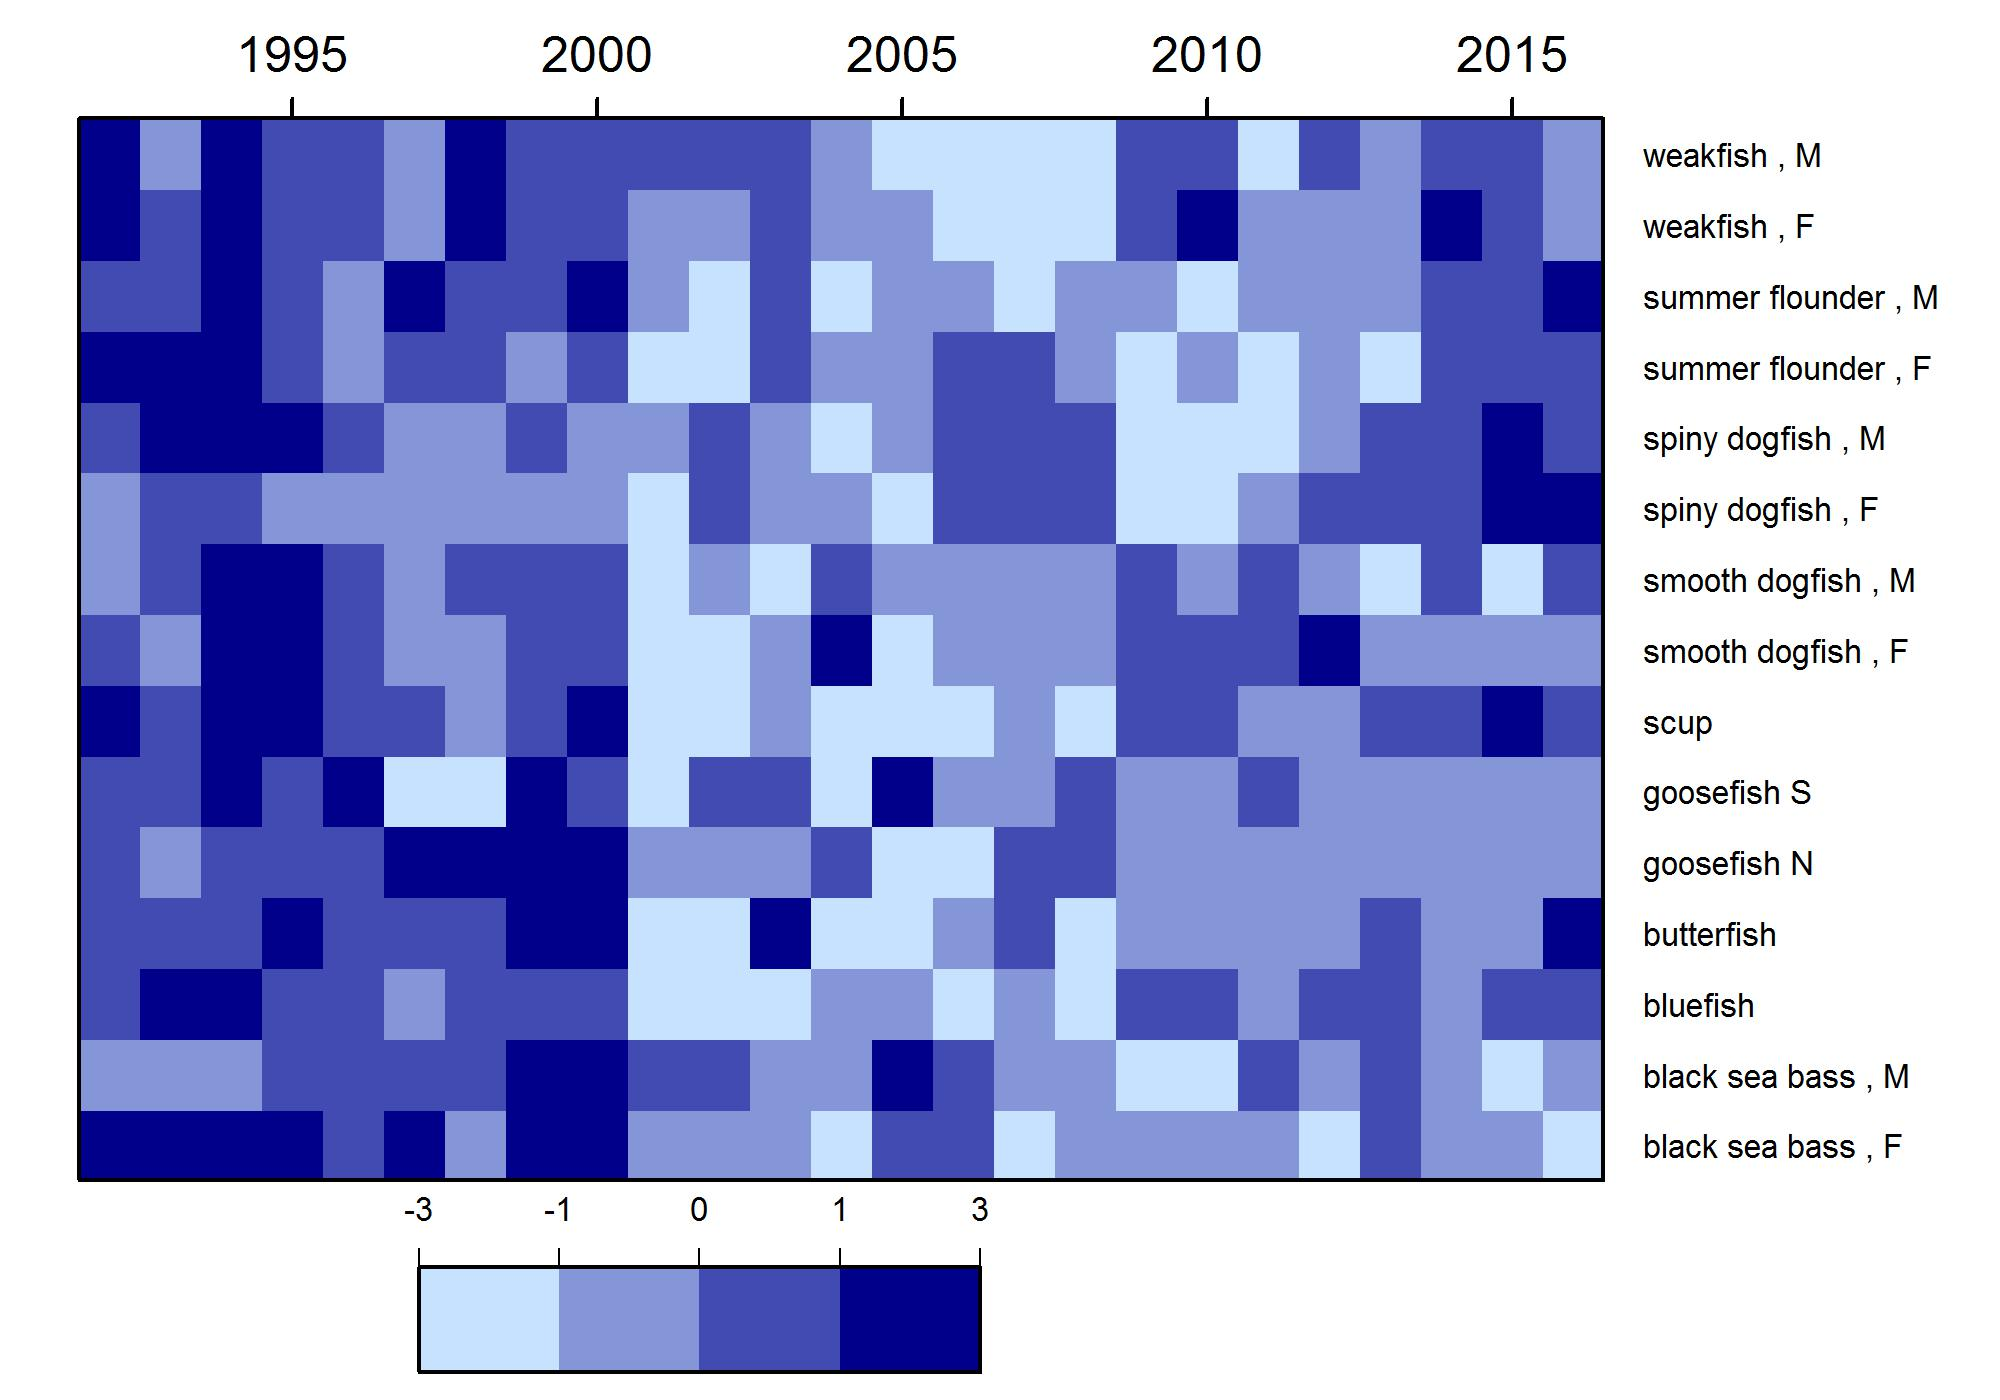 1995 2000 2005 2010 2015
weakfish , M
weakfish , F
summer flounder , M
summer flounder , F
spiny dogfish , M
spiny dogfish , F
smooth dogfish , M
smooth dogfish , F
scup
goosefish S
goosefish N
butterfish
bluefish
black sea bass , M
black sea bass , F
-3 -1 0 1 3